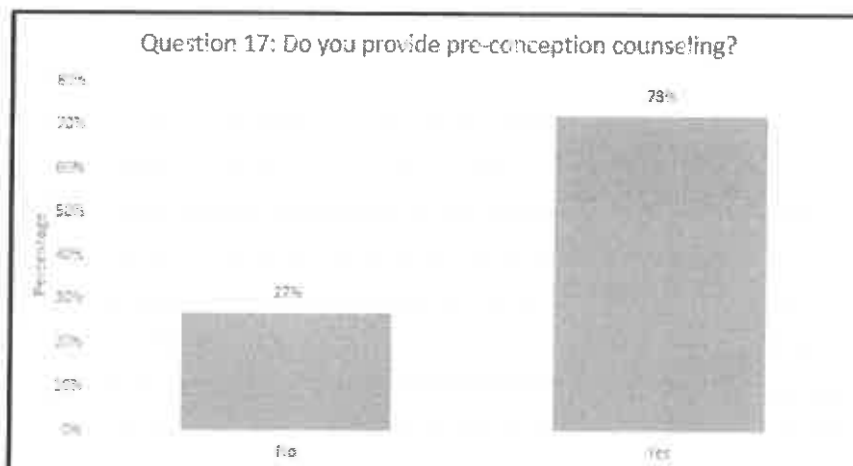 Question 17: Do you provide pre-conception counseling?
80%
70%
60%
50%
40%
30%
20%
10%
0%
Percentage
27%
73%
No
Yes